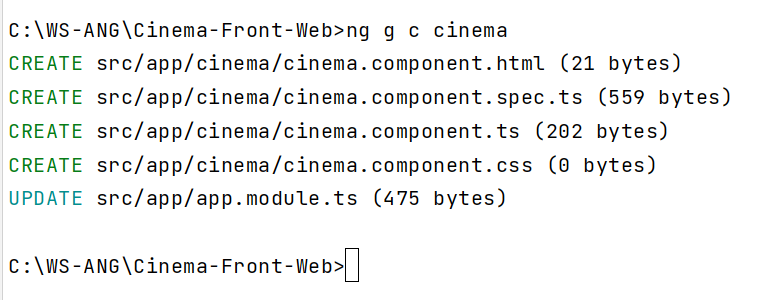 C:\WS-ANG\Cinema-Front-Web>ng g c cinema
CREATE src/app/cinema/cinema.component.html (21 bytes)
CREATE src/app/cinema/cinema.component.spec.ts (559 bytes)
CREATE src/app/cinema/cinema.component.ts (202 bytes)
CREATE src/app/cinema/cinema.component.css (0 bytes)
UPDATE src/app/app.module.ts (475 bytes)
C:\WS-ANG\Cinema-Front-Web>